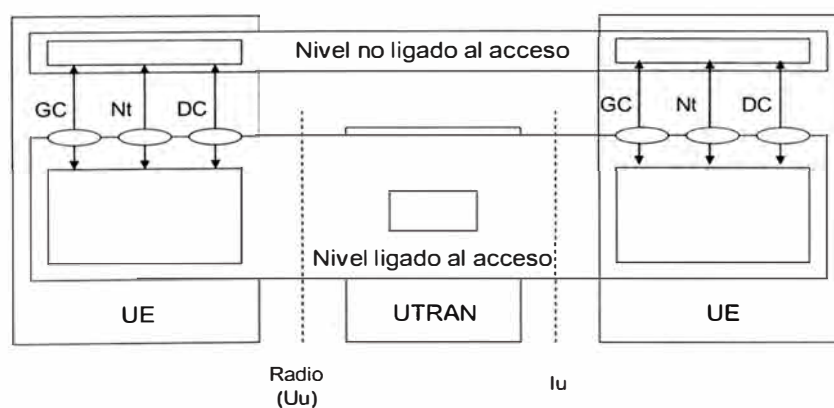 Nivel no ligado al acceso
GC Nt DC
GC Nt DC
Nivel ligado al acceso
UE
UTRAN
UE
Radio
(Uu)
Iu